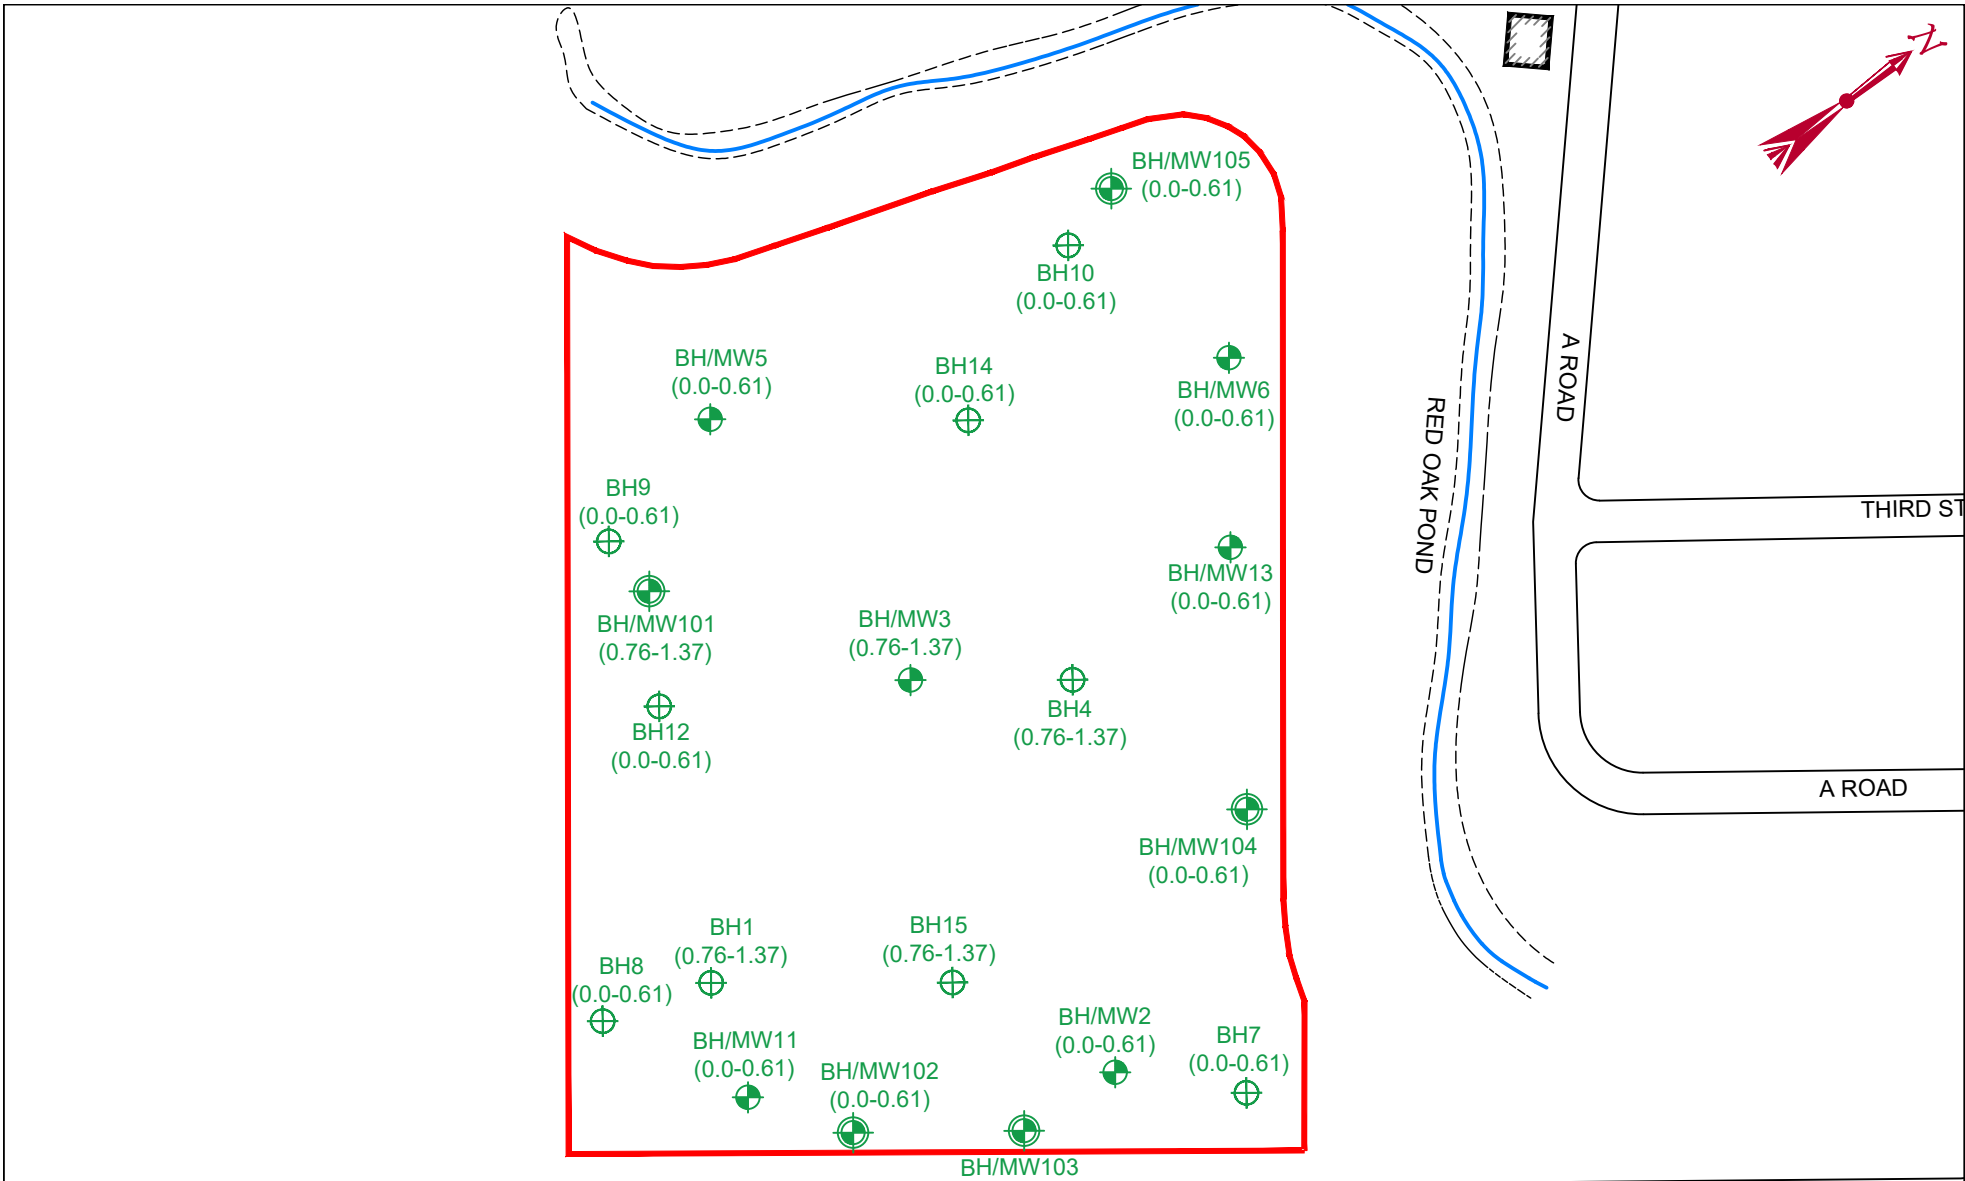 N
BH/MW105
(0.0-0.61)
BH10
(0.0-0.61)
BH/MW5
(0.0-0.61)
BH14
(0.0-0.61)
BH/MW6
(0.0-0.61)
A ROAD
RED OAK POND
BH9
(0.0-0.61)
THIRD ST
BH/MW13
(0.0-0.61)
BH/MW101
(0.76-1.37)
BH/MW3
(0.76-1.37)
BH4
(0.76-1.37)
BH12
(0.0-0.61)
A ROAD
BH/MW104
(0.0-0.61)
BH1
(0.76-1.37)
BH15
(0.76-1.37)
BH8
(0.0-0.61)
BH/MW2
(0.0-0.61)
BH7
(0.0-0.61)
BH/MW11
(0.0-0.61)
BH/MW102
(0.0-0.61)
BH/MW103